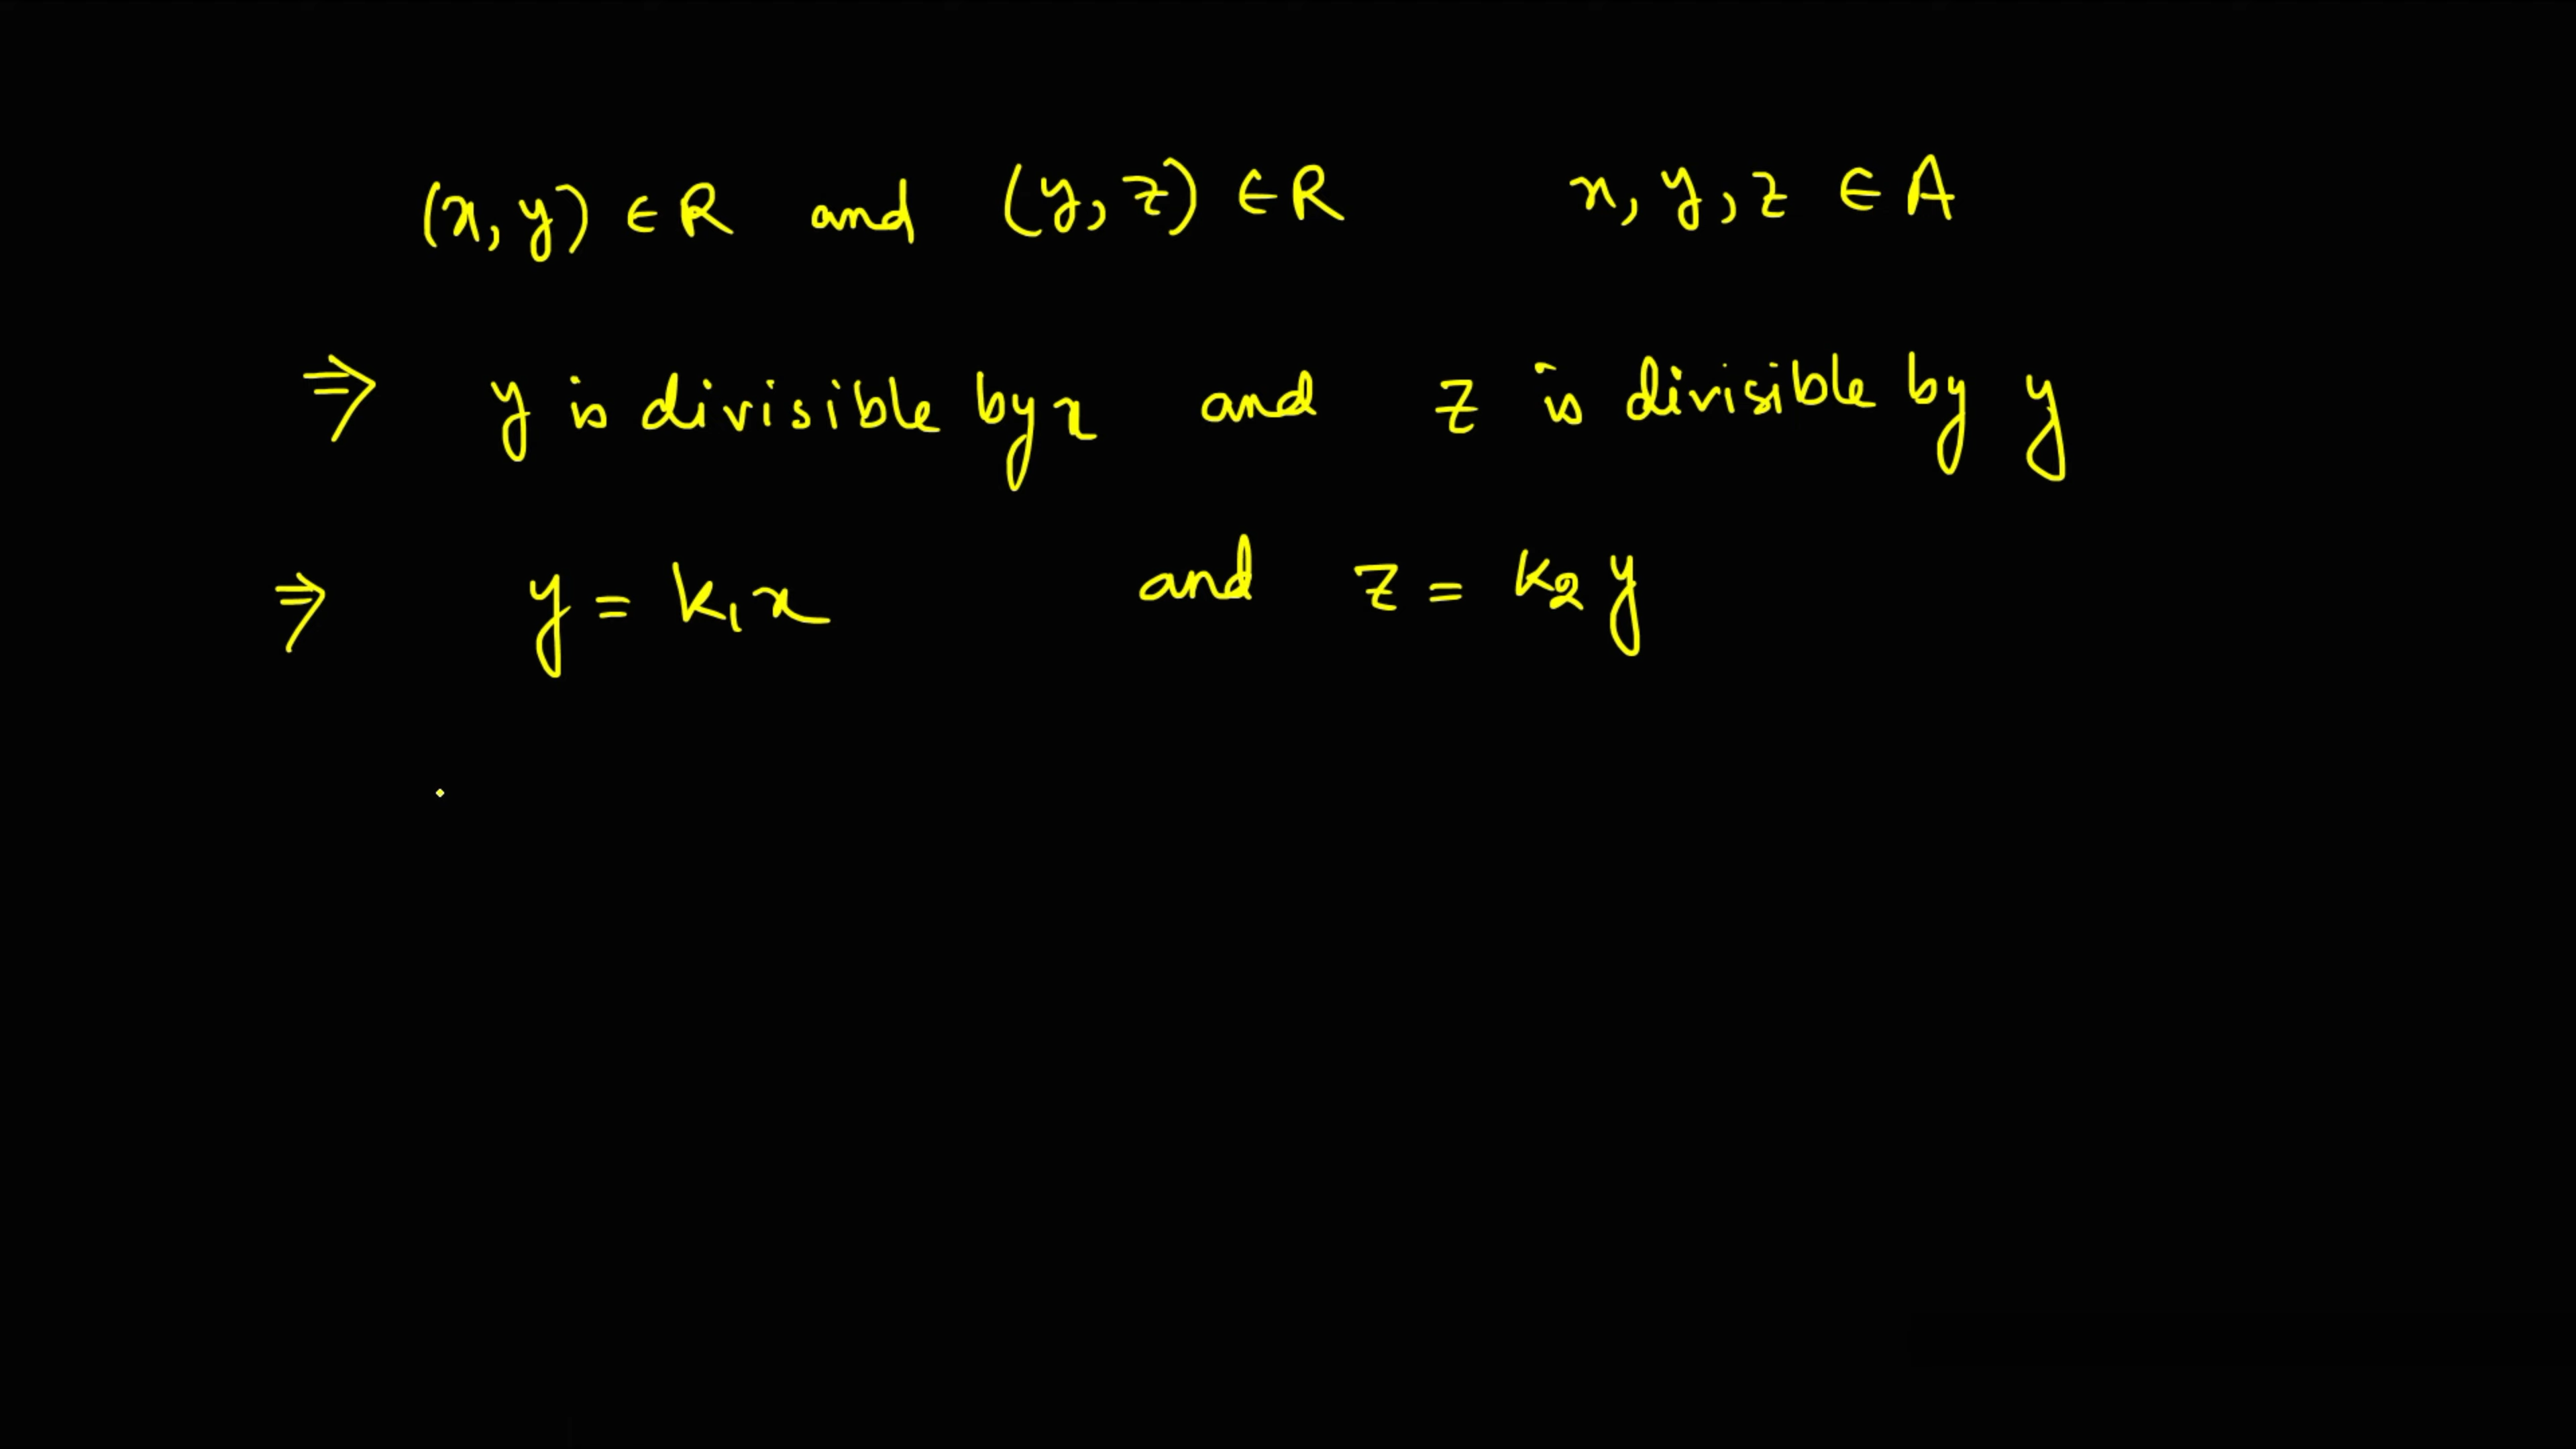 (x, y) ∈ R and (y, z) ∈ R x, y, z ∈ A
⇒ y is divisible by x and z is divisible by y
⇒ y = k₁x and z = k₂y